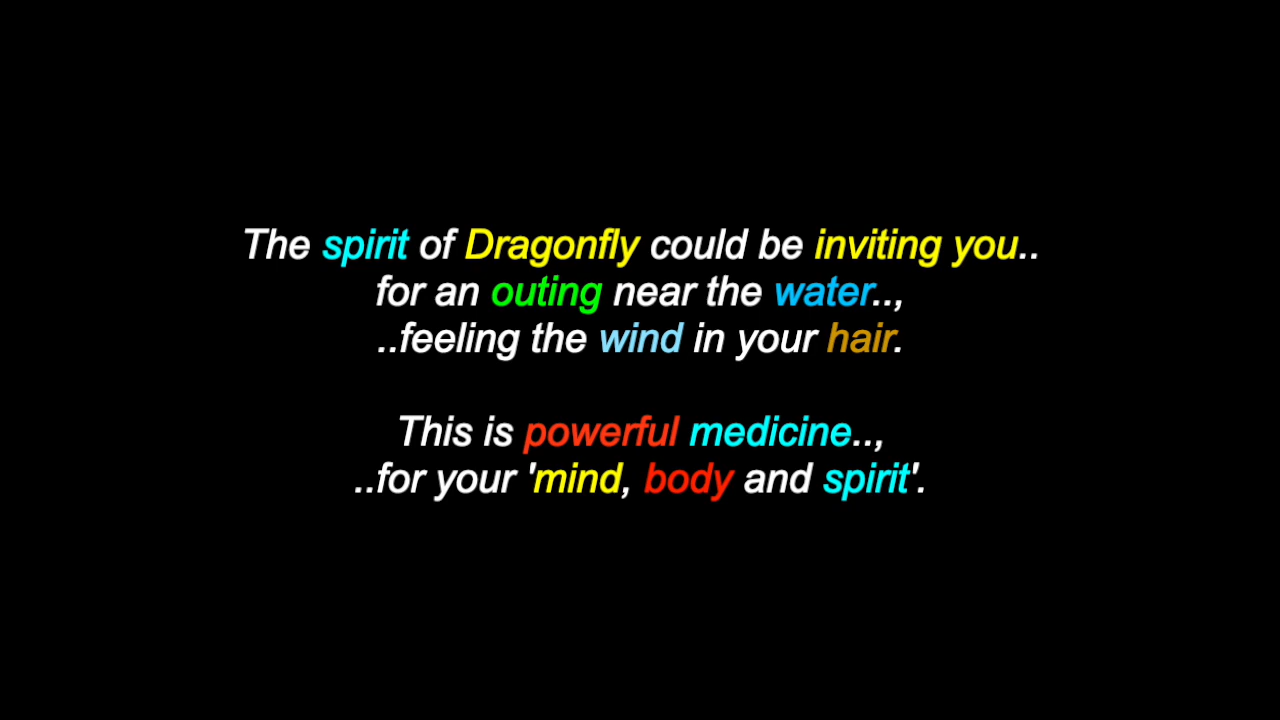 The spirit of Dragonfly could be inviting you..
for an outing near the water..,
..feeling the wind in your hair.
This is powerful medicine..,
..for your 'mind, body and spirit'.